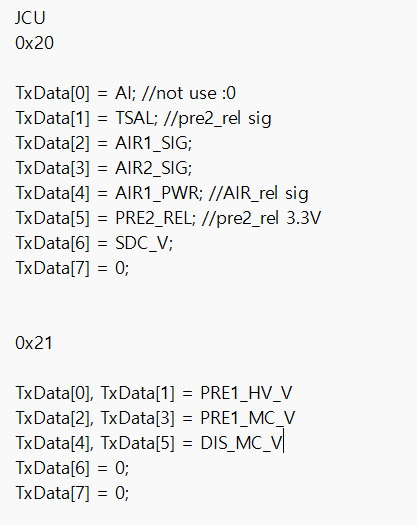 JCU
0x20
TxData[0] = AI; //not use :0
TxData[1] = TSAL; //pre2_rel sig
TxData[2] = AIR1_SIG;
TxData[3] = AIR2_SIG;
TxData[4] = AIR1_PWR; //AIR_rel sig
TxData[5] = PRE2_REL; //pre2_rel 3.3V
TxData[6] = SDC_V;
TxData[7] = 0;
0x21
TxData[0], TxData[1] = PRE1_HV_V
TxData[2], TxData[3] = PRE1_MC_V
TxData[4], TxData[5] = DIS_MC_V
TxData[6] = 0;
TxData[7] = 0;